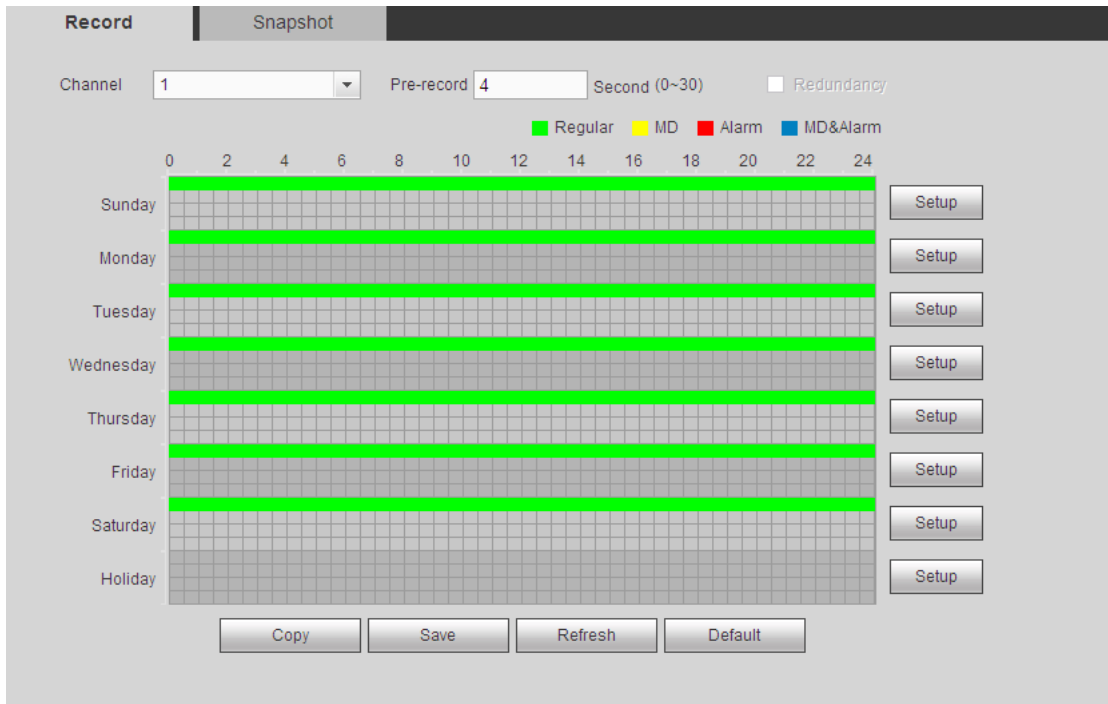 Record Snapshot
Channel 1 Pre-record 4 Second (0~30) Redundancy
Regular MD Alarm MD&Alarm
0 2 4 6 8 10 12 14 16 18 20 22 24
Sunday Setup
Monday Setup
Tuesday Setup
Wednesday Setup
Thursday Setup
Friday Setup
Saturday Setup
Holiday Setup
Copy Save Refresh Default